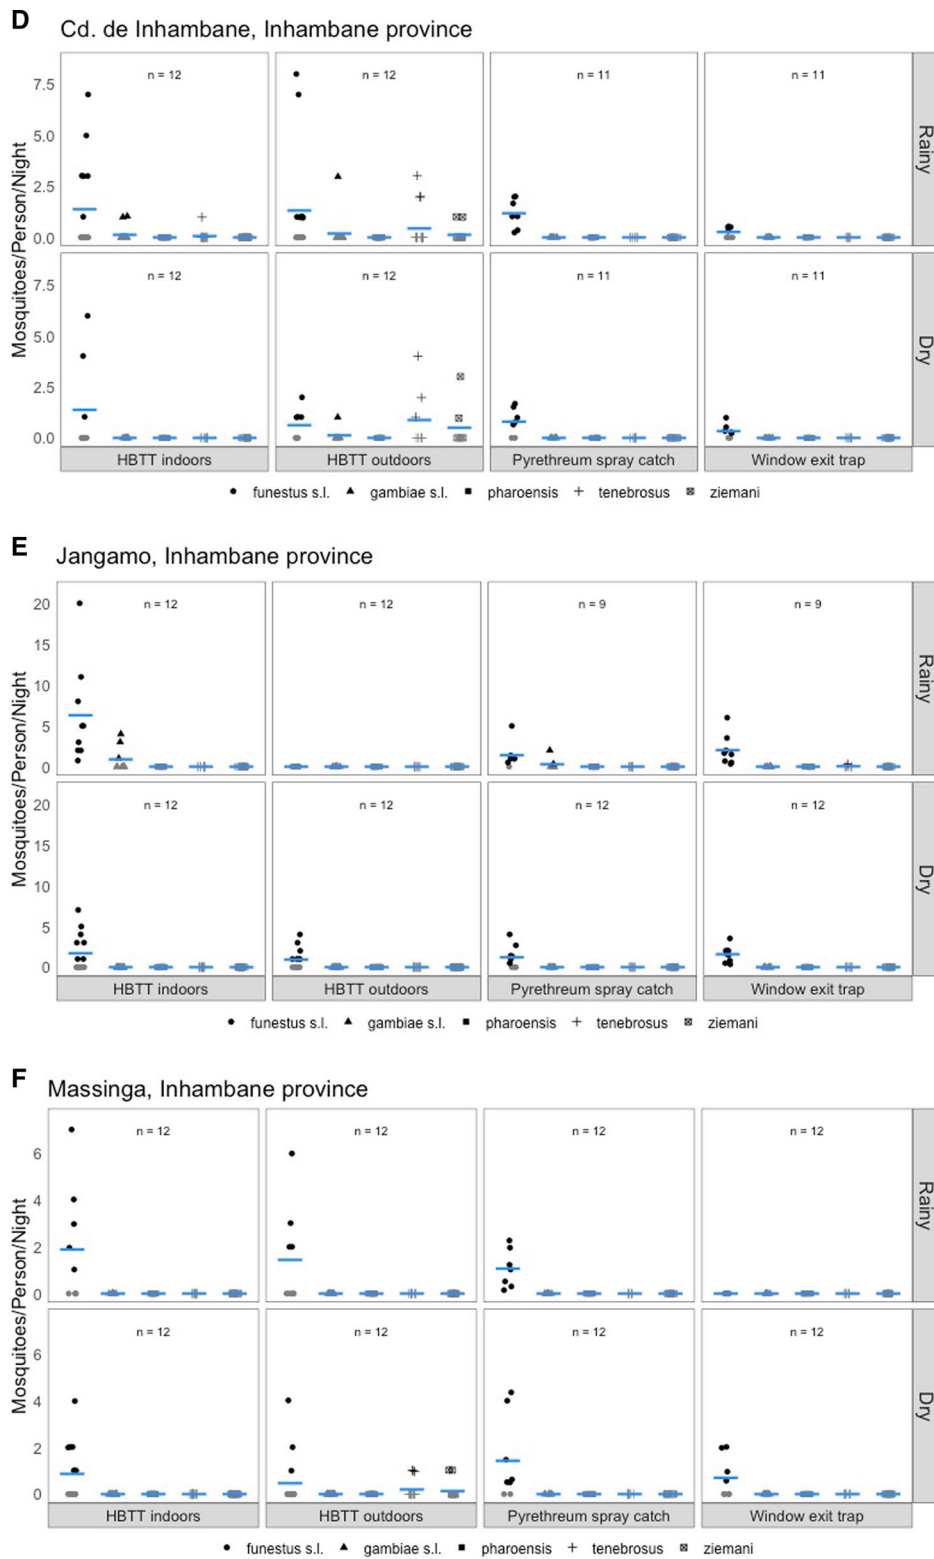 D
Cd. de Inhambane, Inhambane province
Mosquitoes/Person/Night
n = 12
n = 12
n = 11
n = 11
Rainy
7.5
5.0
2.5
0.0
n = 12
n = 12
n = 11
n = 11
Dry
7.5
5.0
2.5
0.0
HBTT indoors
HBTT outdoors
Pyrethreum spray catch
Window exit trap
funestus s.l.
gambiae s.l.
pharoensis
tenebrosus
ziemani
E
Jangamo, Inhambane province
Mosquitoes/Person/Night
n = 12
n = 12
n = 9
n = 9
Rainy
20
15
10
5
0
n = 12
n = 12
n = 12
n = 12
Dry
20
15
10
5
0
HBTT indoors
HBTT outdoors
Pyrethreum spray catch
Window exit trap
funestus s.l.
gambiae s.l.
pharoensis
tenebrosus
ziemani
F
Massinga, Inhambane province
Mosquitoes/Person/Night
n = 12
n = 12
n = 12
n = 12
Rainy
6
4
2
0
n = 12
n = 12
n = 12
n = 12
Dry
6
4
2
0
HBTT indoors
HBTT outdoors
Pyrethreum spray catch
Window exit trap
funestus s.l.
gambiae s.l.
pharoensis
tenebrosus
ziemani